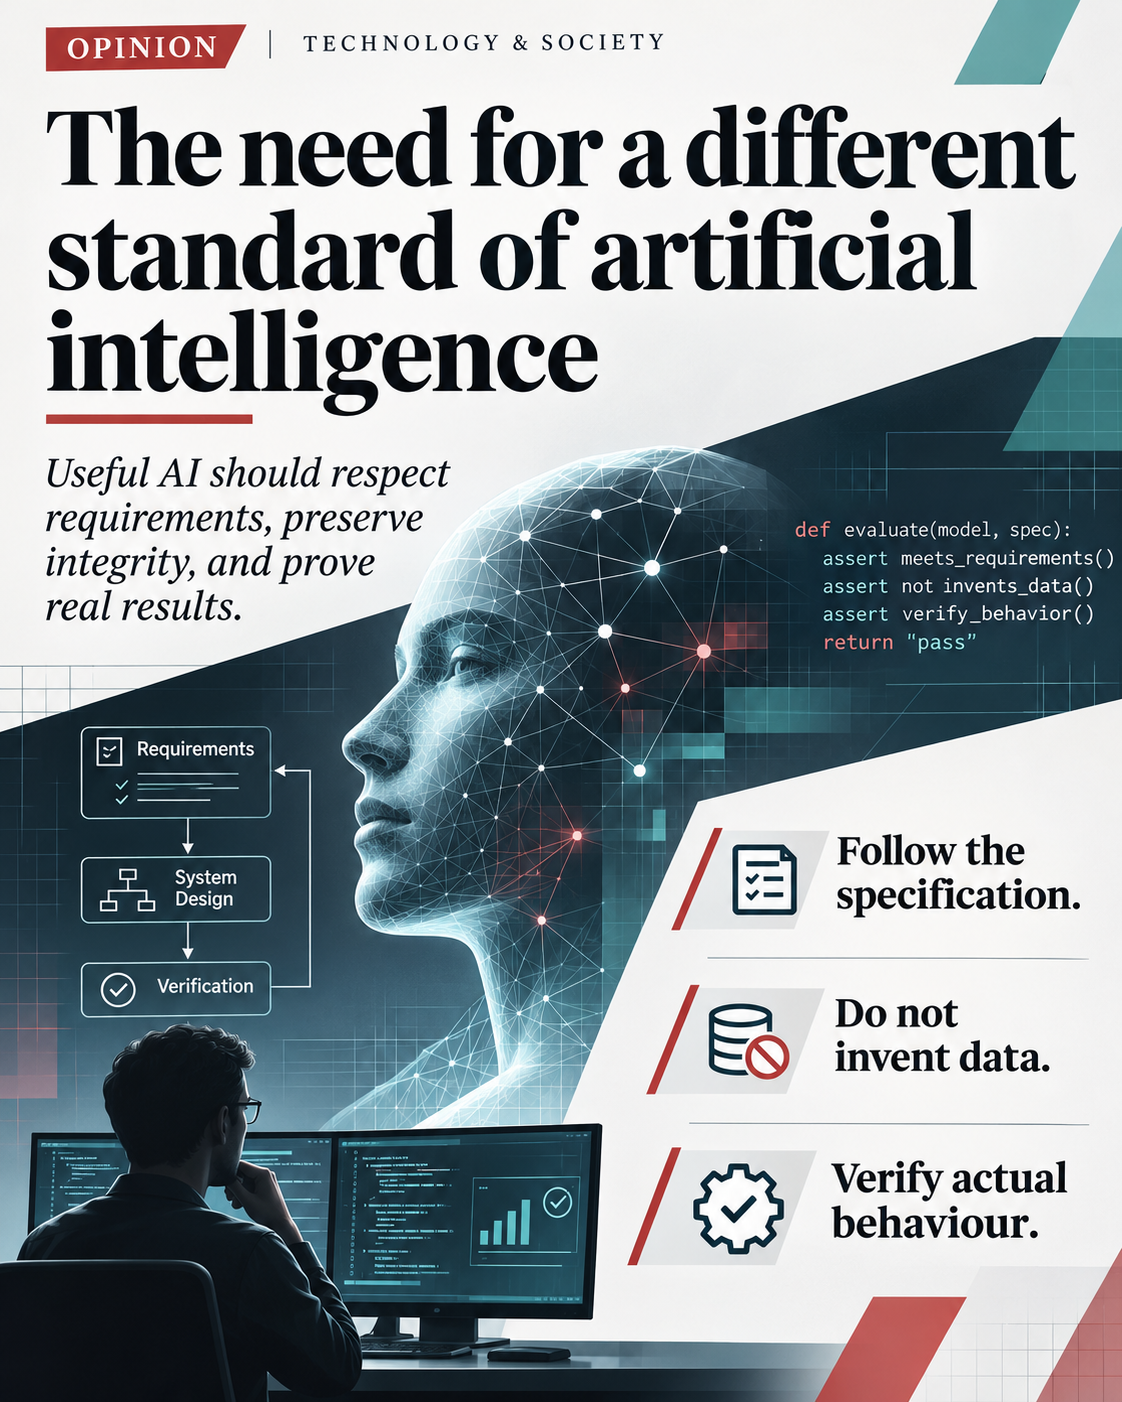 OPINION
TECHNOLOGY & SOCIETY
The need for a different
standard of artificial
intelligence
Useful AI should respect
requirements, preserve
integrity, and prove
real results.
def evaluate(model, spec):
assert meets_requirements()
assert not invents_data()
assert verify_behavior()
return "pass"
Requirements
System
Design
Verification
Follow the
specification.
Do not
invent data.
Verify actual
behaviour.